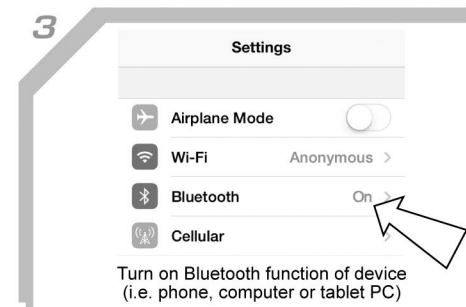 3
Settings
Airplane Mode
Wi-Fi Anonymous >
Bluetooth On >
Cellular >
Turn on Bluetooth function of device
(i.e. phone, computer or tablet PC)